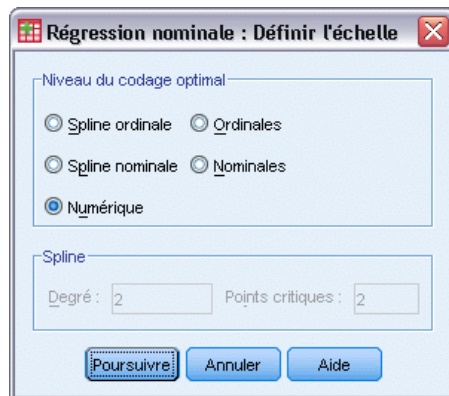 Régression nominale : Définir l'échelle
Niveau du codage optimal
Spline ordinale Ordinales
Spline nominale Nominales
Numérique
Spline
Degré : 2 Points critiques : 2
Poursuivre Annuler Aide